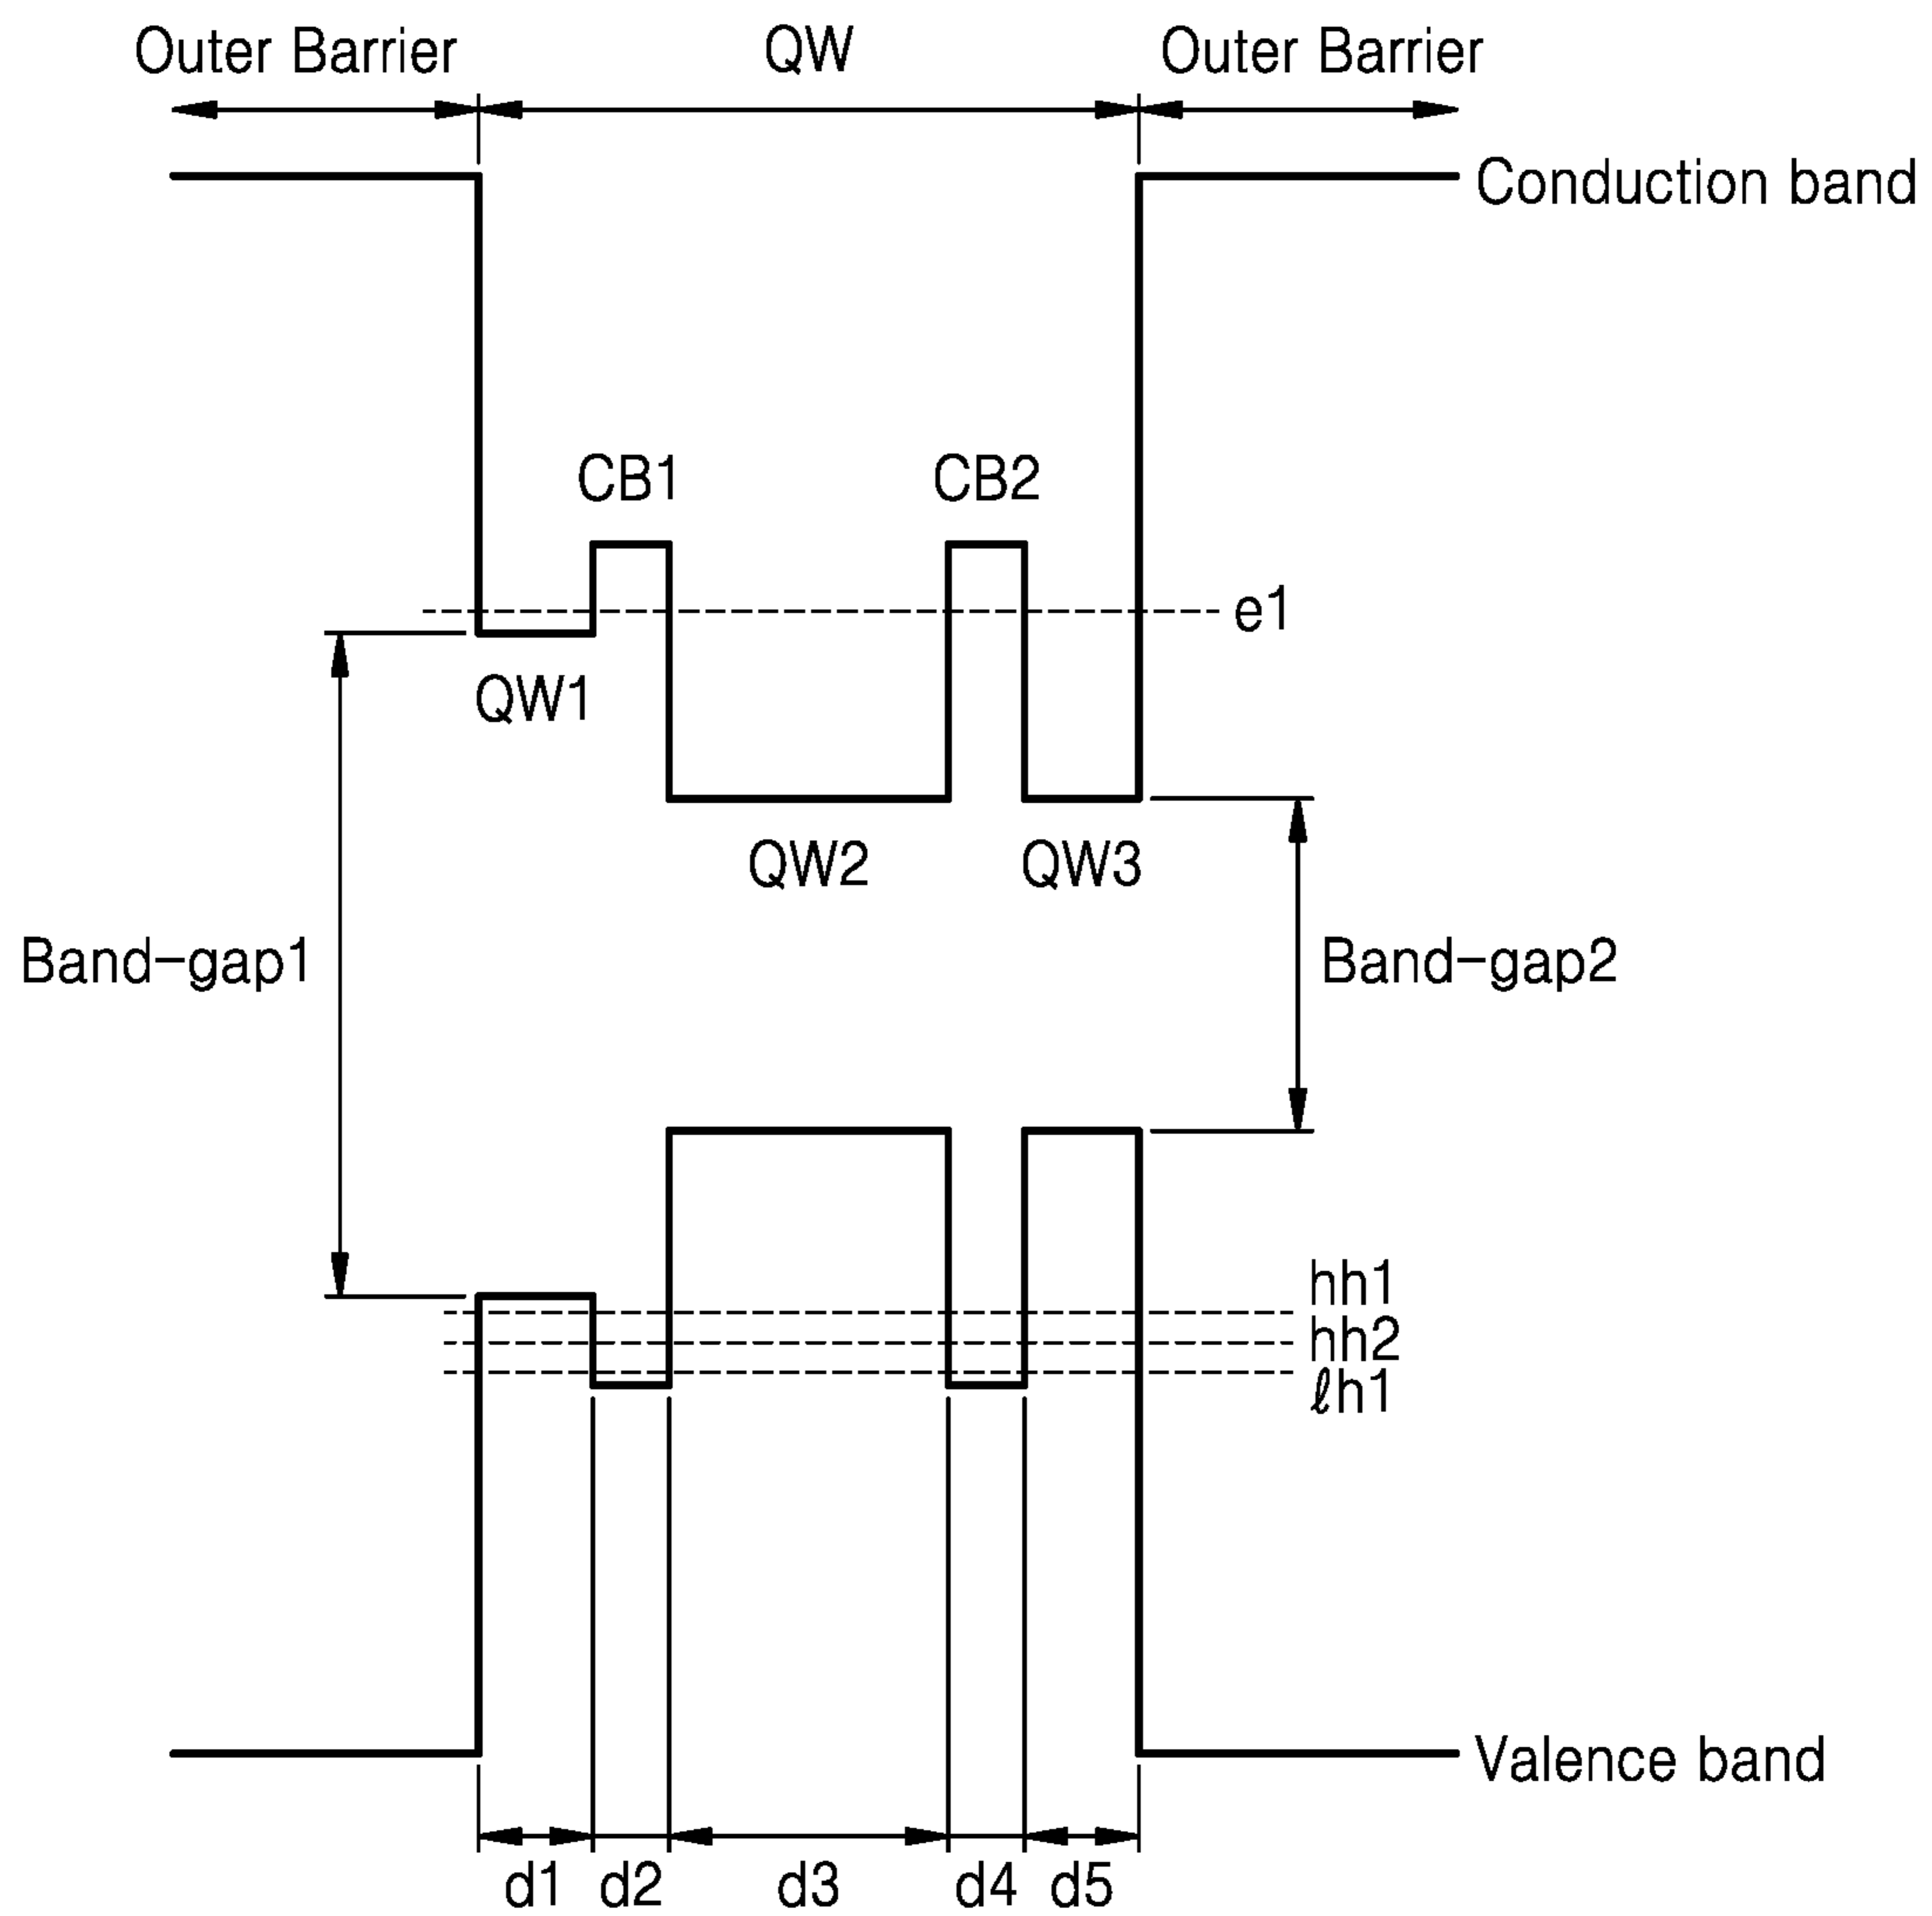 Outer Barrier QW Outer Barrier
Conduction band
CB1 CB2
e1
QW1
QW2 QW3
Band-gap1 Band-gap2
hh1
hh2
ℓh1
Valence band
d1 d2 d3 d4 d5